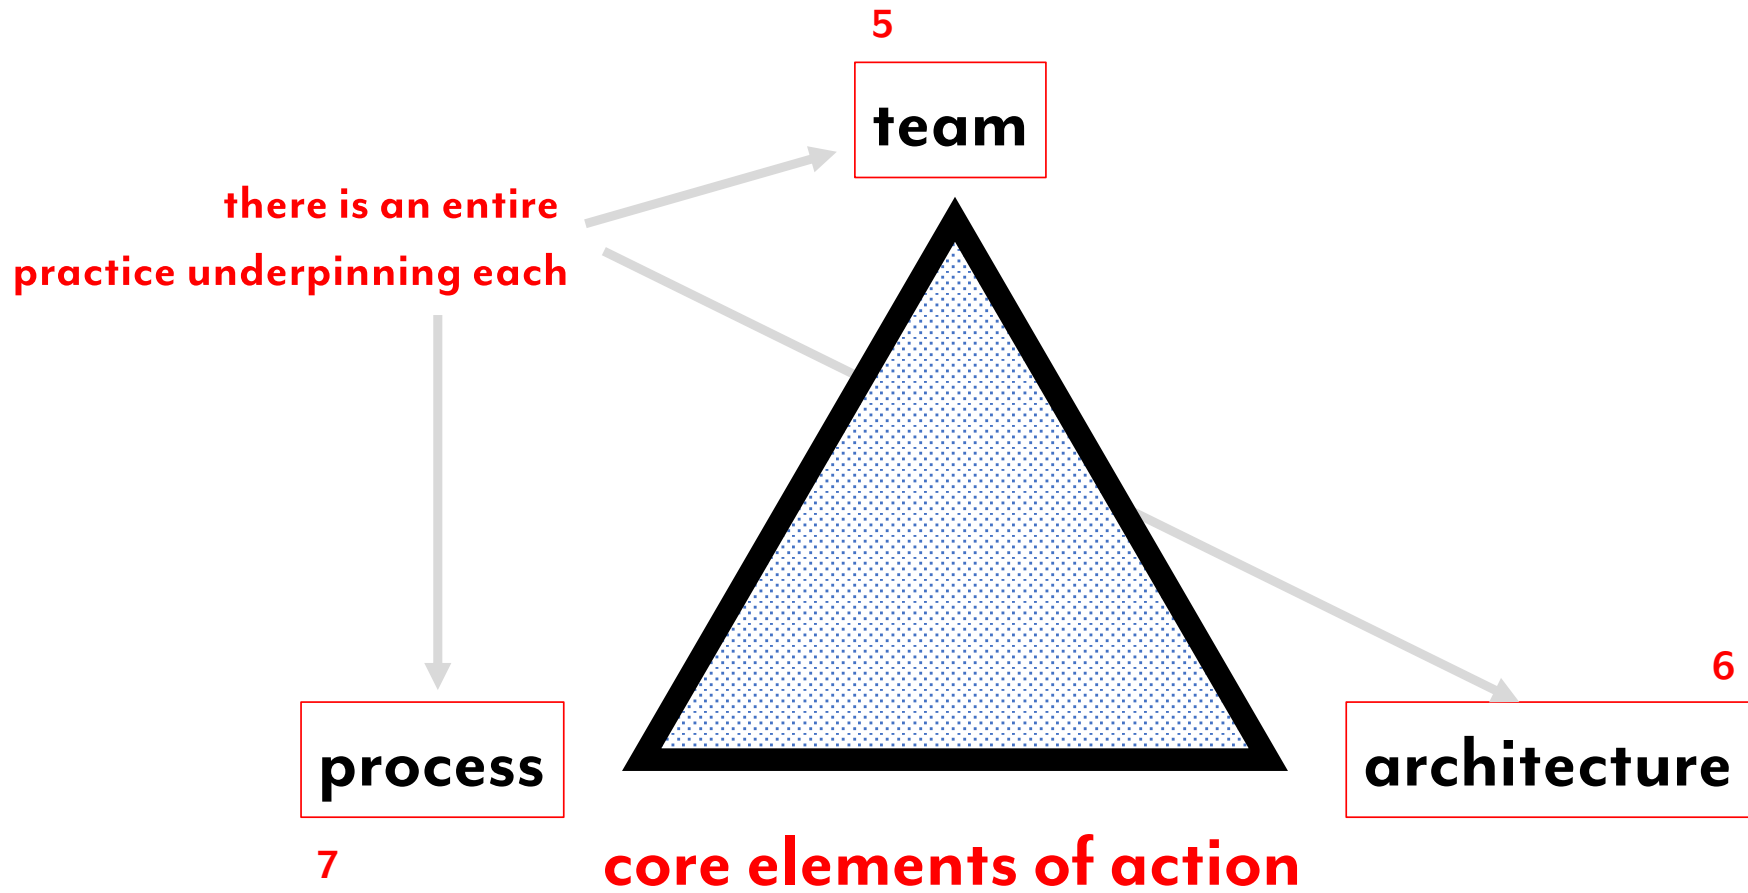 5
team
there is an entire
practice underpinning each
6
process
architecture
7
core elements of action